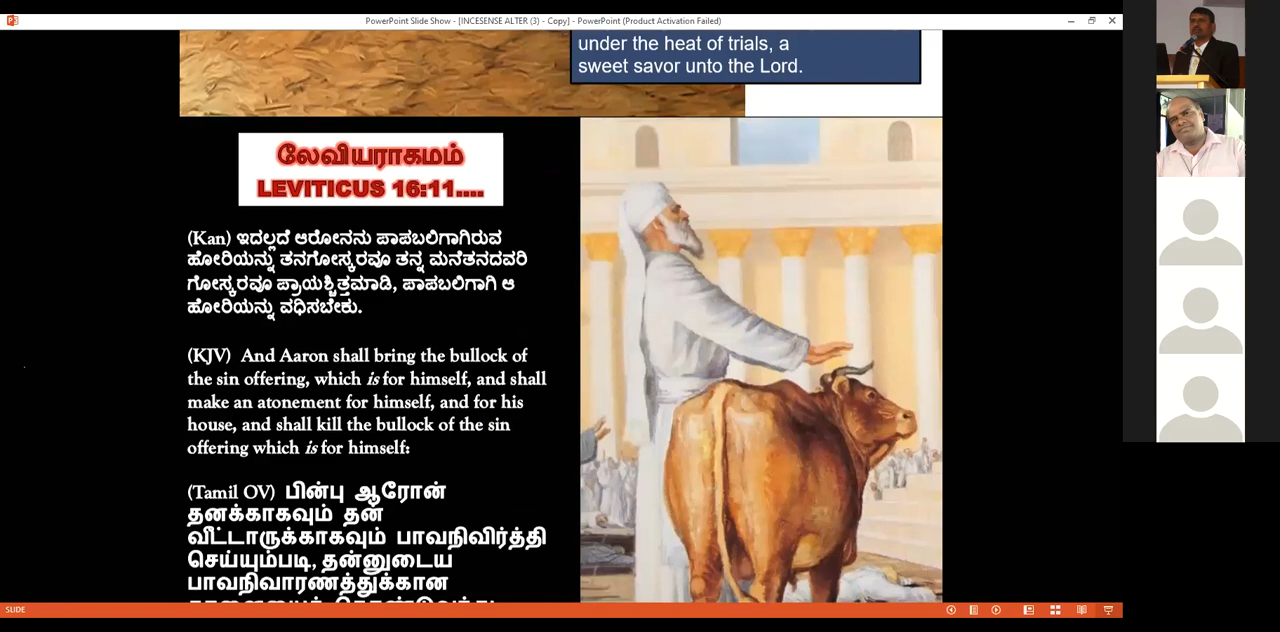 PowerPoint Slide Show - [INCESENSE ALTER (3) - Copy] - PowerPoint (Product Activation Failed)
under the heat of trials, a
sweet savor unto the Lord.
லேவியராகமம்
LEVITICUS 16:11....
(Kan) ಇದಲ್ಲದೆ ಆರೋನನು ಪಾಪಬಲಿಗಾಗಿರುವ
ಹೋರಿಯನ್ನು ತನಗೋಸ್ಕರವೂ ತನ್ನ ಮನೆತನದವರಿ
ಗೋಸ್ಕರವೂ ಪ್ರಾಯಶ್ಚಿತ್ತಮಾಡಿ, ಪಾಪಬಲಿಗಾಗಿ ಆ
ಹೋರಿಯನ್ನು ವಧಿಸಬೇಕು.
(KJV) And Aaron shall bring the bullock of
the sin offering, which is for himself, and shall
make an atonement for himself, and for his
house, and shall kill the bullock of the sin
offering which is for himself:
(Tamil OV) பின்பு ஆரோன்
தனக்காகவும் தன்
வீட்டாருக்காகவும் பாவநிவிர்த்தி
செய்யும்படி, தன்னுடைய
பாவநிவாரணத்துக்கான
SLIDE